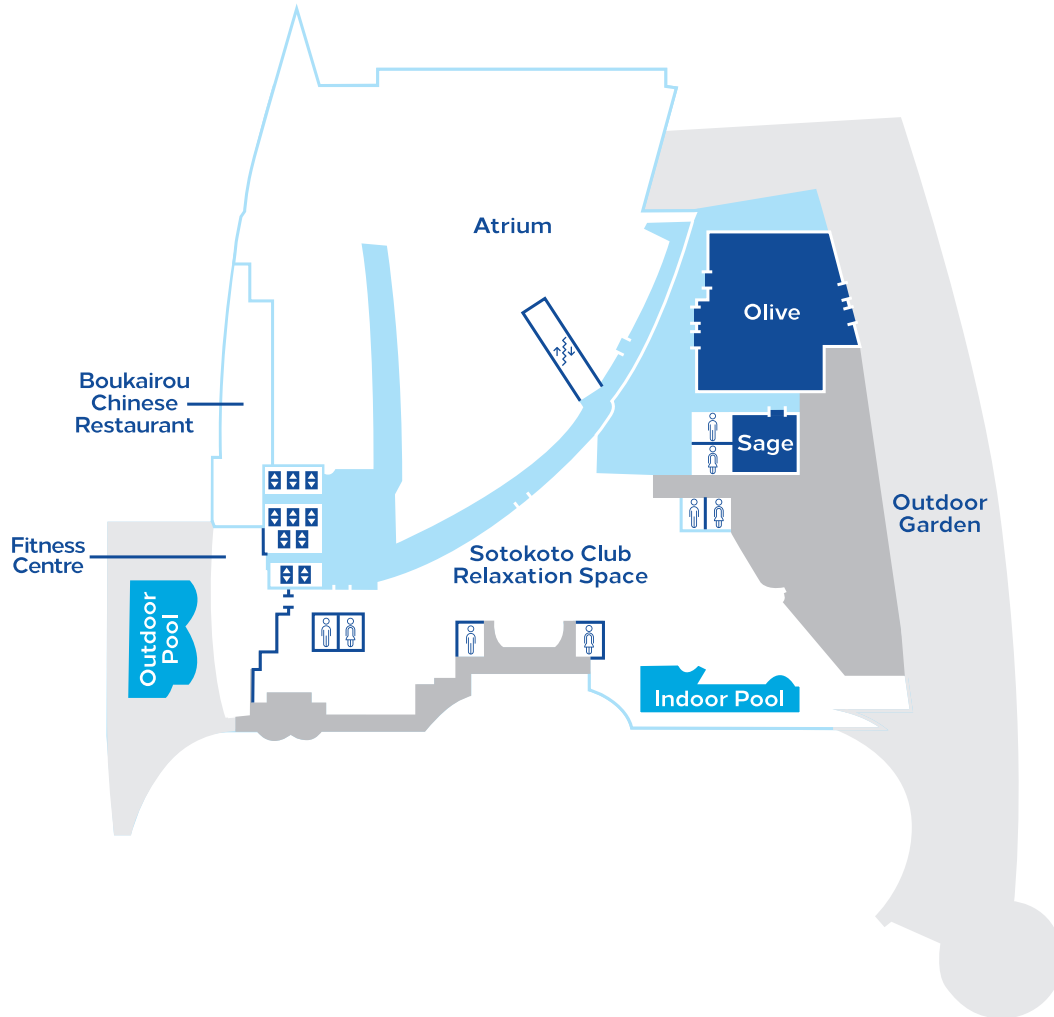 Atrium
Olive
Boukairou
Chinese
Restaurant
Sage
Outdoor
Garden
Fitness
Centre
Sotokoto Club
Relaxation Space
Outdoor
Pool
Indoor Pool